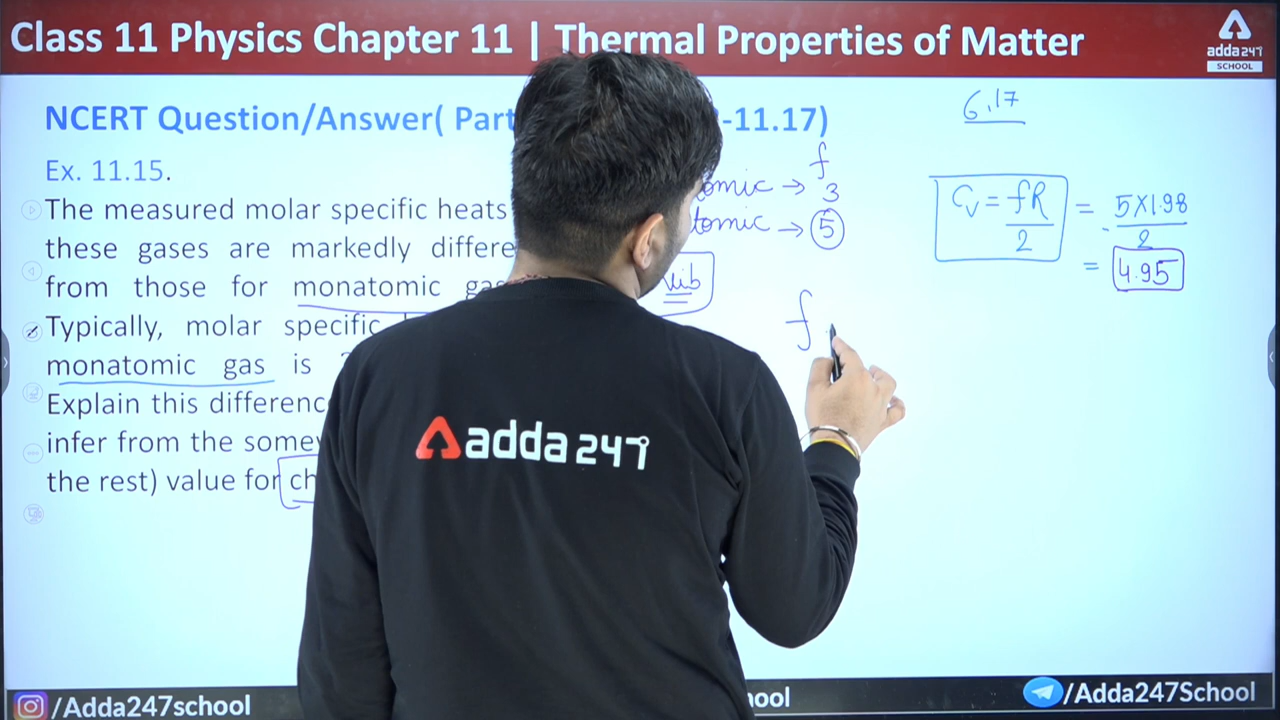 Class 11 Physics Chapter 11 | Thermal Properties of Matter
adda247
SCHOOL
NCERT Question/Answer( Part -11.17)
6.17
Ex. 11.15.
f
omic → 3
tomic → 5
The measured molar specific heats
these gases are markedly differe
from those for monatomic ga
vib
Typically, molar specific
monatomic gas is
Explain this differenc
infer from the some
the rest) value for ch
Cv = fR/2 = 5×1.98/2
= 4.95
f
adda247
/Adda247school
ool
/Adda247School